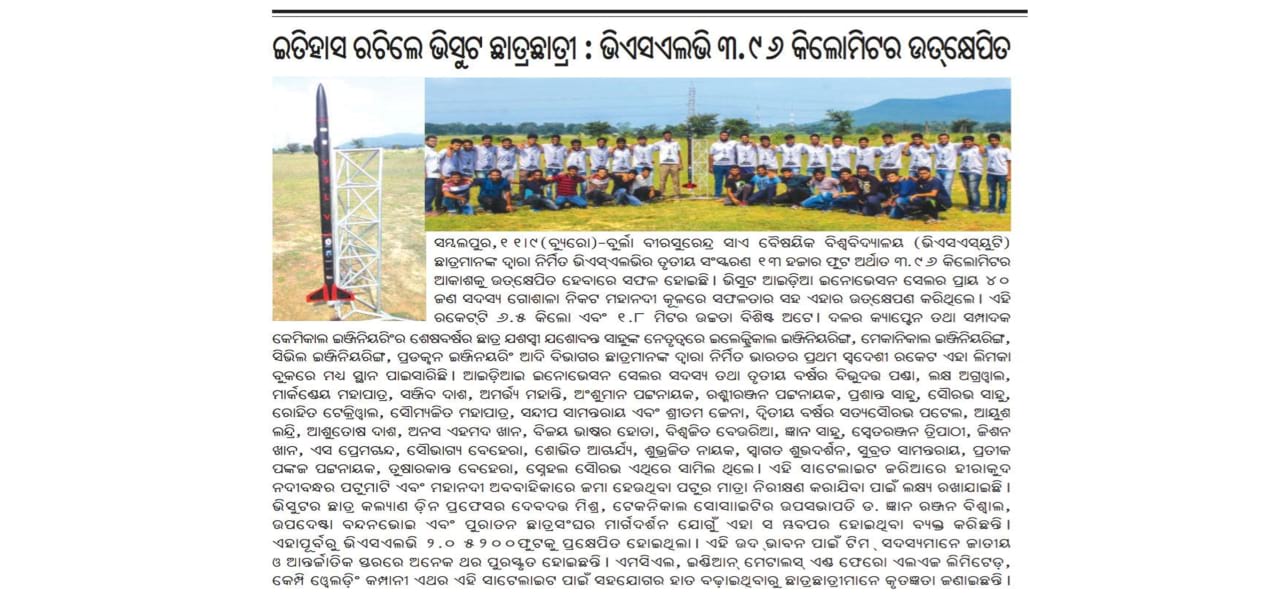 ଇତିହାସ ରଚିଲେ ଭିସୁଟ ଛାତ୍ରଛାତ୍ରୀ : ଭିଏସଏଲଭି ୩.୯୬ କିଲୋମିଟର ଉତ୍‌କ୍ଷେପିତ
VSLV
ସମ୍ବଲପୁର,୧୧।୯(ବ୍ୟୁରୋ)-ବୁର୍ଲା ବୀରସୁରେନ୍ଦ୍ର ସାଏ ବୈଷୟିକ ବିଶ୍ୱବିଦ୍ୟାଳୟ (ଭିଏସଏସ୍‌ୟୁଟି)
ଛାତ୍ରମାନଙ୍କ ଦ୍ୱାରା ନିର୍ମିତ ଭିଏସ୍‌ଏଲଭିର ତୃତୀୟ ସଂସ୍କରଣ ୧୩ ହଜାର ଫୁଟ ଅର୍ଥାତ ୩.୯୬ କିଲୋମିଟର
ଆକାଶକୁ ଉତ୍‌କ୍ଷେପିତ ହେବାରେ ସଫଳ ହୋଇଛି। ଭିସୁଟ ଆଇଡ଼ିଆ ଇନୋଭେସନ ସେଲର ପ୍ରାୟ ୪୦
ଜଣ ସଦସ୍ୟ ଗୋଶାଳା ନିକଟ ମହାନଦୀ କୂଳରେ ସଫଳତାର ସହ ଏହାର ଉତ୍‌କ୍ଷେପଣ କରିଥିଲେ। ଏହି
ରକେଟ୍‌ଟି ୬.୫ କିଲୋ ଏବଂ ୧.୮ ମିଟର ଉଚ୍ଚତା ବିଶିଷ୍ଟ ଅଟେ। ଦଳର କ୍ୟାପ୍ଟେନ ତଥା ସମ୍ପାଦକ
କେମିକାଲ ଇଞ୍ଜିନିୟରିଂର ଶେଷବର୍ଷର ଛାତ୍ର ଯଶସ୍ୱୀ ଯଶୋବନ୍ତ ସାହୁଙ୍କ ନେତୃତ୍ୱରେ ଇଲେକ୍ଟ୍ରିକାଲ ଇଞ୍ଜିନିୟରିଙ୍ଗ, ମେକାନିକାଲ ଇଞ୍ଜିନିୟରିଙ୍ଗ,
ସିଭିଲ ଇଞ୍ଜିନିୟରିଙ୍ଗ, ପ୍ରଡକ୍ସନ ଇଞ୍ଜିନୟରିଂ ଆଦି ବିଭାଗର ଛାତ୍ରମାନଙ୍କ ଦ୍ୱାରା ନିର୍ମିତ ଭାରତର ପ୍ରଥମ ସ୍ୱଦେଶୀ ରକେଟ ଏହା ଲିମକା
ବୁକରେ ମଧ୍ୟ ସ୍ଥାନ ପାଇସାରିଛି। ଆଇଡ଼ିଆଇ ଇନୋଭେସନ ସେଲର ସଦସ୍ୟ ତଥା ତୃତୀୟ ବର୍ଷର ବିଭୁଦତ୍ତ ପଣ୍ଡା, ଲକ୍ଷ ଅଗ୍ରୱାଲ,
ମାର୍କଣ୍ଡେୟ ମହାପାତ୍ର, ସଞ୍ଜିବ ଦାଶ, ଅମର୍ତ୍ତ୍ୟ ମହାନ୍ତି, ଅଂଶୁମାନ ପଟ୍ଟନାୟକ, ରଶ୍ମୀରଞ୍ଜନ ପଟ୍ଟନାୟକ, ପ୍ରଶାନ୍ତ ସାହୁ, ସୌରଭ ସାହୁ,
ରୋହିତ ଟେକ୍ରିୱାଲ, ସୌମ୍ୟଜିତ ମହାପାତ୍ର, ସନ୍ଦୀପ ସାମନ୍ତରାୟ ଏବଂ ଶ୍ରୀତମ ଜେନା, ଦ୍ୱିତୀୟ ବର୍ଷର ସତ୍ୟସୌରଭ ପଟେଲ, ଆୟୁଶ
ଲନ୍ଦ୍ରି, ଆଶୁତୋଷ ଦାଶ, ଅନସ ଏହମଦ ଖାନ, ବିଜୟ ଭାଷ୍କର ହୋତା, ବିଶ୍ୱଜିତ ବେଉରିଆ, ଜ୍ଞାନ ସାହୁ, ସ୍ୱେତରଞ୍ଜନ ତ୍ରିପାଠୀ, ଜିଶନ
ଖାନ, ଏସ ପ୍ରେମଚାନ୍ଦ, ସୌଭାଗ୍ୟ ବେହେରା, ଶୋଭିତ ଆଚାର୍ଯ୍ୟ, ଶୁଭ୍ରଜିତ ନାୟକ, ସ୍ୱାଗତ ଶୁଭଦର୍ଶନ, ସୁବ୍ରତ ସାମନ୍ତରାୟ, ପ୍ରତୀକ
ପଙ୍କଜ ପଟ୍ଟନାୟକ, ତୁଷାରକାନ୍ତ ବେହେରା, ସ୍ନେହଲ ସୌରଭ ଏଥିରେ ସାମିଲ ଥିଲେ। ଏହି ସାଟେଲାଇଟ ଜରିଆରେ ହୀରାକୁଦ
ନଦୀବନ୍ଧର ପଟୁମାଟି ଏବଂ ମହାନଦୀ ଅବବାହିକାରେ ଜମା ହେଉଥିବା ପଟୁର ମାତ୍ରା ନିରୀକ୍ଷଣ କରାଯିବା ପାଇଁ ଲକ୍ଷ୍ୟ ରଖାଯାଇଛି।
ଭିସୁଟର ଛାତ୍ର କଲ୍ୟାଣ ଡ଼ିନ ପ୍ରଫେସର ଦେବଦତ୍ତ ମିଶ୍ର, ଟେକନିକାଲ ସୋସାଇଟିର ଉପସଭାପତି ଡ. ଜ୍ଞାନ ରଞ୍ଜନ ବିଶ୍ୱାଲ,
ଉପଦେଷ୍ଟା ବନ୍ଦନଭୋଇ ଏବଂ ପୁରାତନ ଛାତ୍ରସଂଘର ମାର୍ଗଦର୍ଶନ ଯୋଗୁଁ ଏହା ସ ମ୍ଭବପର ହୋଇଥିବା ବ୍ୟକ୍ତ କରିଛନ୍ତି।
ଏହାପୂର୍ବରୁ ଭିଏସଏଲଭି ୨.୦ ୫୨୦୦ଫୁଟକୁ ପ୍ରକ୍ଷେପିତ ହୋଇଥିଲା। ଏହି ଉଦ୍‌ଭାବନ ପାଇଁ ଟିମ୍‌ ସଦସ୍ୟମାନେ ଜାତୀୟ
ଓ ଆନ୍ତର୍ଜାତିକ ସ୍ତରରେ ଅନେକ ଥର ପୁରସ୍କୃତ ହୋଇଛନ୍ତି। ଏମସିଏଲ, ଇଣ୍ଡିଆନ୍‌ ମେଟାଲସ୍‌ ଏଣ୍ଡ ଫେରୋ ଏଲଏଜ ଲିମିଟେଡ଼,
କେମ୍ପି ୱେଲଡ଼ିଙ୍ଗ କମ୍ପାନୀ ଏଥର ଏହି ସାଟେଲାଇଟ ପାଇଁ ସହଯୋଗର ହାତ ବଢ଼ାଇଥିବାରୁ ଛାତ୍ରଛାତ୍ରୀମାନେ କୃତଜ୍ଞତା ଜଣାଇଛନ୍ତି।